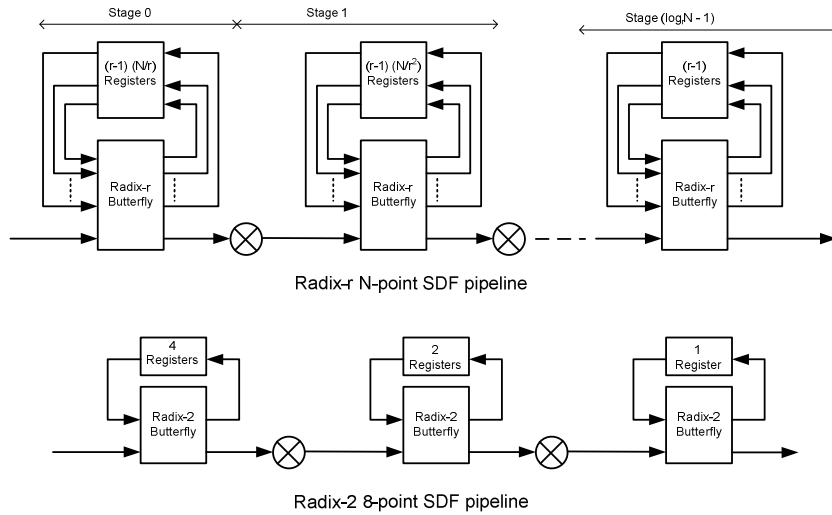 Stage 0
Stage 1
Stage (logrN - 1)
(r-1) (N/r)
Registers
(r-1) (N/r²)
Registers
(r-1)
Registers
Radix-r
Butterfly
Radix-r
Butterfly
Radix-r
Butterfly
Radix-r N-point SDF pipeline
4
Registers
2
Registers
1
Register
Radix-2
Butterfly
Radix-2
Butterfly
Radix-2
Butterfly
Radix-2 8-point SDF pipeline